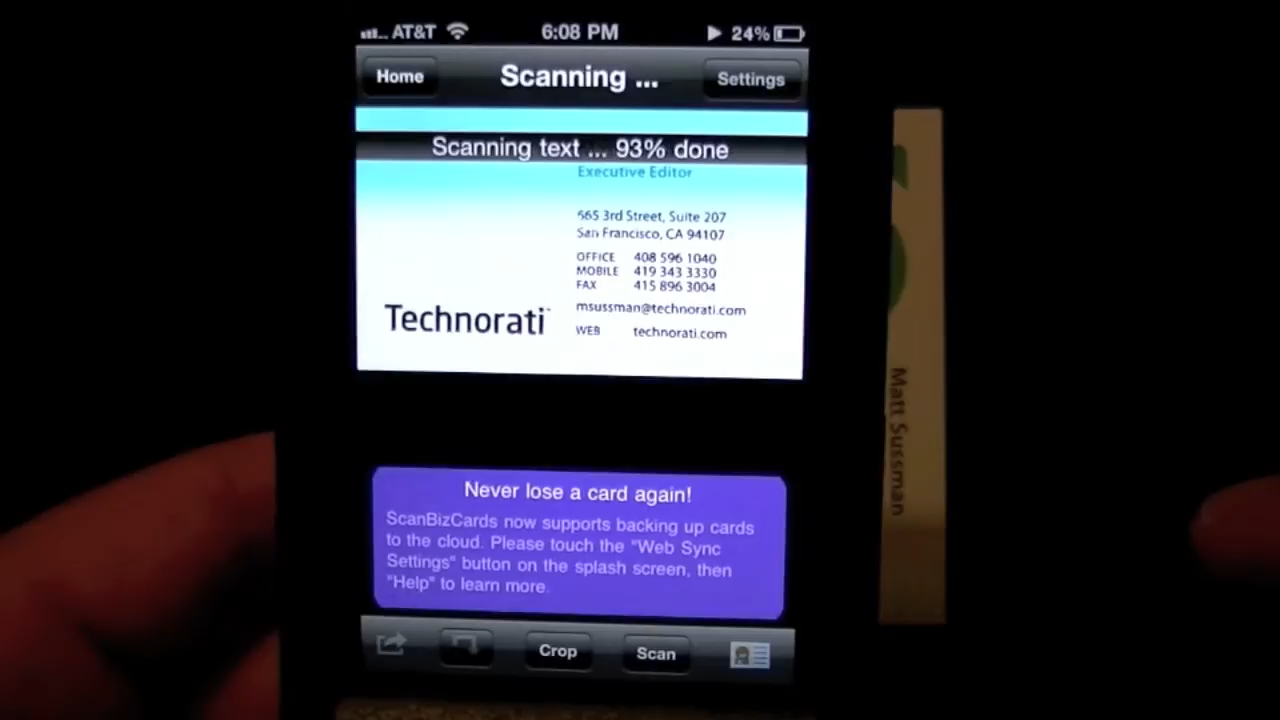 AT&T 6:08 PM 24%
Home Scanning ... Settings
Scanning text ... 93% done
Executive Editor
565 3rd Street, Suite 207
San Francisco, CA 94107
OFFICE 408 596 1040
MOBILE 419 343 3330
FAX 415 896 3004
msussman@technorati.com
WEB technorati.com
Technorati
Matt Sussman
Never lose a card again!
ScanBizCards now supports backing up cards
to the cloud. Please touch the "Web Sync
Settings" button on the splash screen, then
"Help" to learn more.
Crop Scan